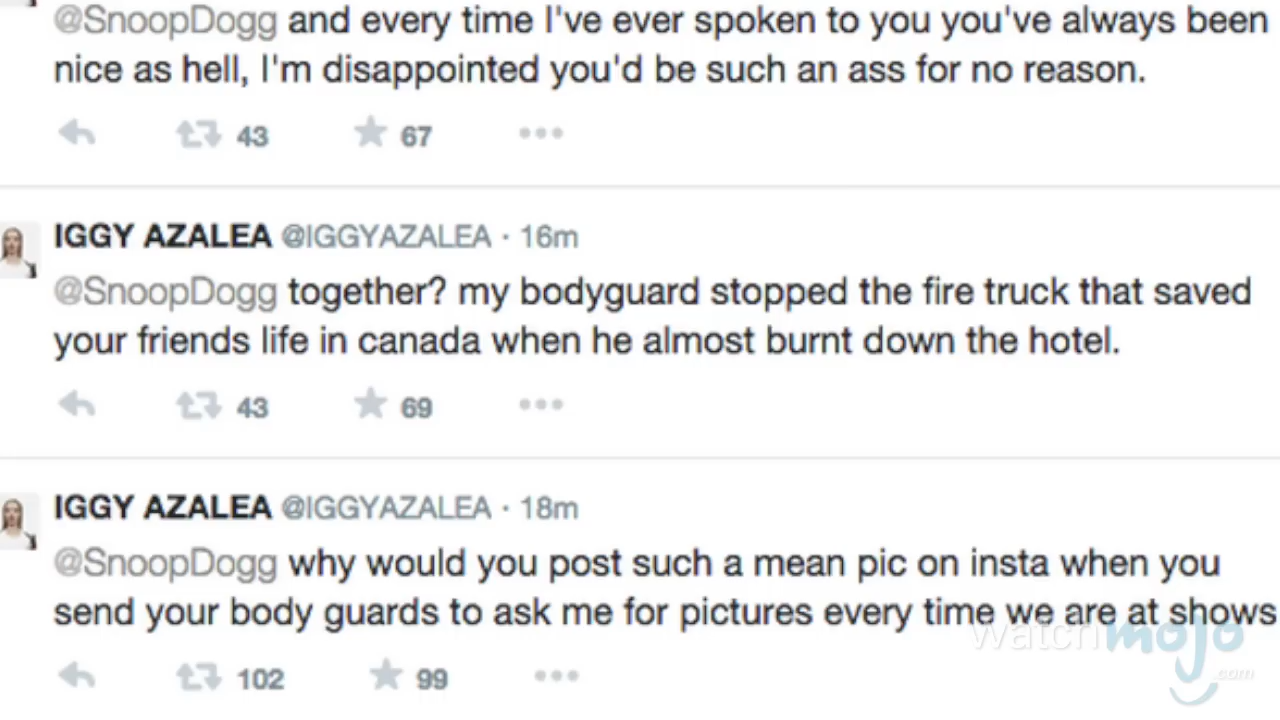 @SnoopDogg and every time I've ever spoken to you you've always been
nice as hell, I'm disappointed you'd be such an ass for no reason.
43 67
IGGY AZALEA @IGGYAZALEA · 16m
@SnoopDogg together? my bodyguard stopped the fire truck that saved
your friends life in canada when he almost burnt down the hotel.
43 69
IGGY AZALEA @IGGYAZALEA · 18m
@SnoopDogg why would you post such a mean pic on insta when you
send your body guards to ask me for pictures every time we are at shows
watchmojo
.com
102 99